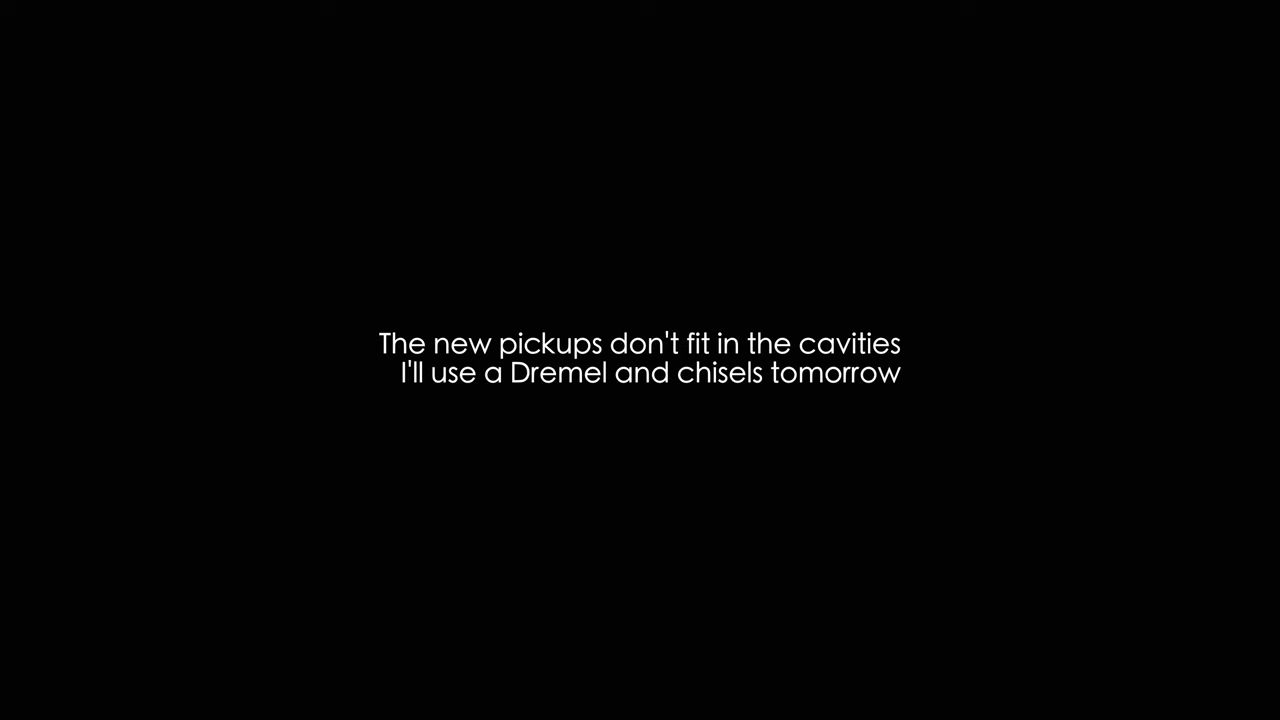 The new pickups don't fit in the cavities
I'll use a Dremel and chisels tomorrow